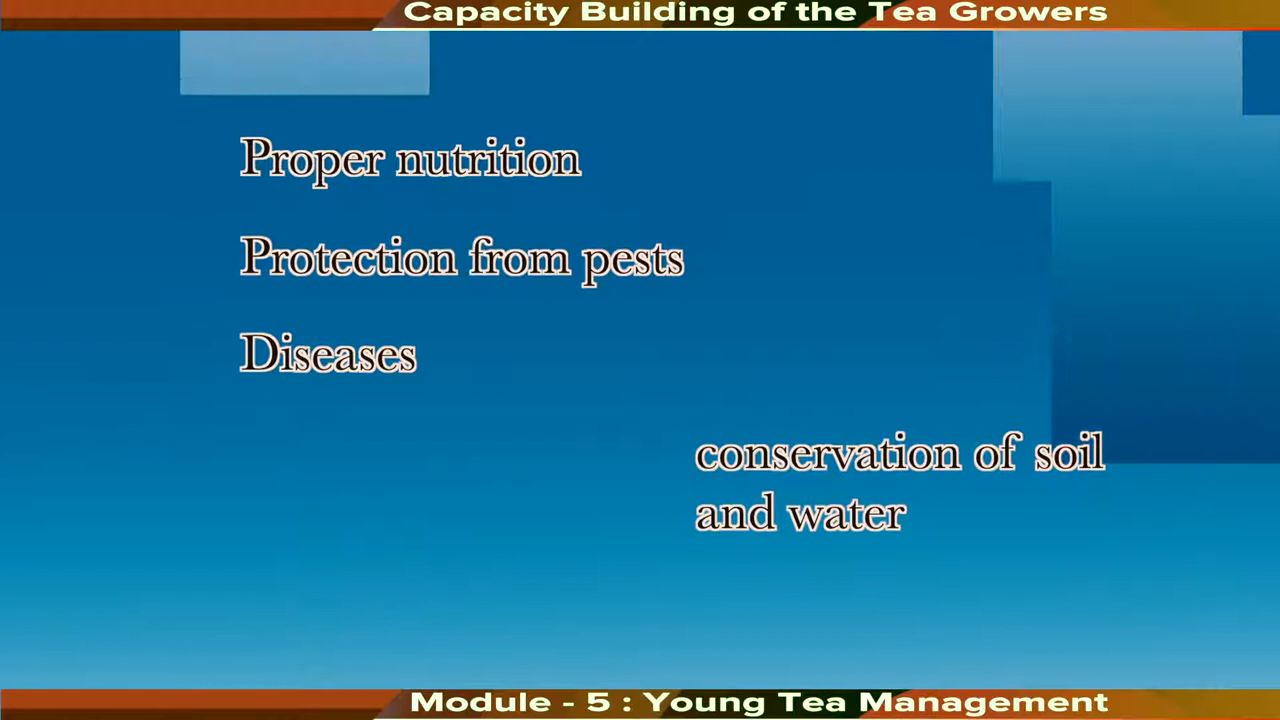 Capacity Building of the Tea Growers
Proper nutrition
Protection from pests
Diseases
conservation of soil
and water
Module - 5 : Young Tea Management